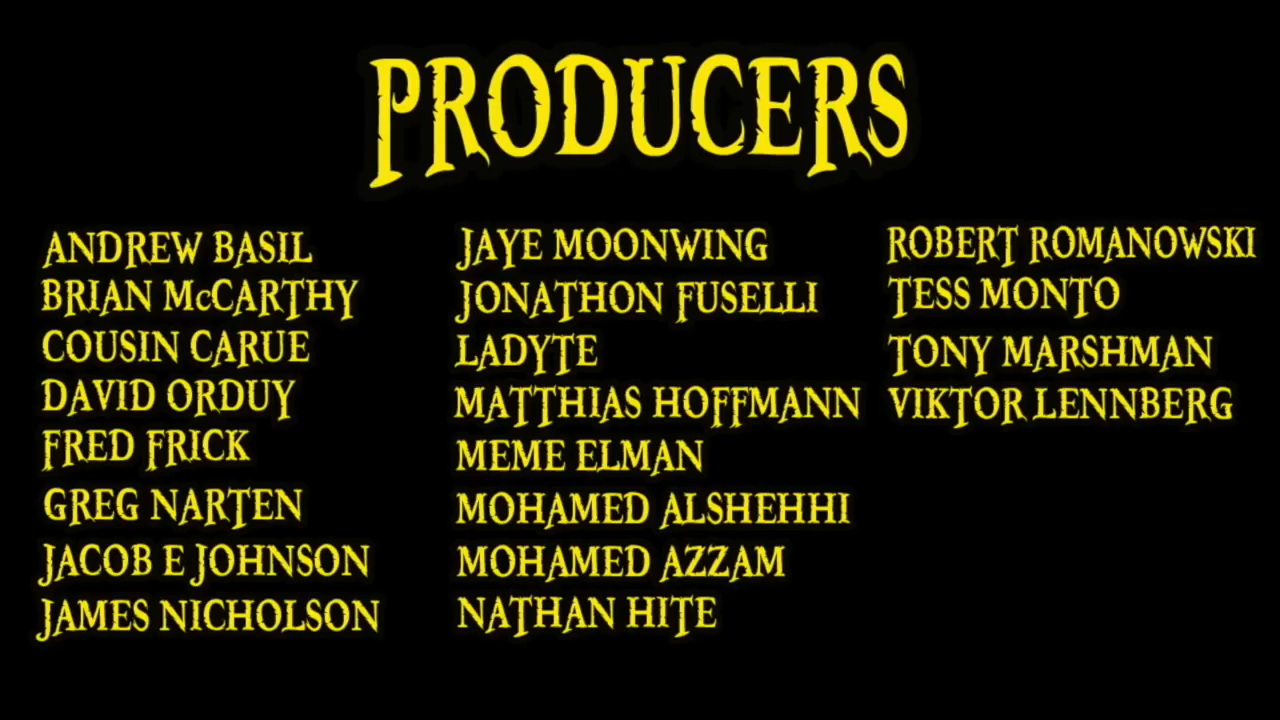 PRODUCERS
ANDREW BASIL
BRIAN McCARTHY
COUSIN CARUE
DAVID ORDUY
FRED FRICK
GREG NARTEN
JACOB E JOHNSON
JAMES NICHOLSON
JAYE MOONWING
JONATHON FUSELLI
LADYTE
MATTHIAS HOFFMANN
MEME ELMAN
MOHAMED ALSHEHHI
MOHAMED AZZAM
NATHAN HITE
ROBERT ROMANOWSKI
TESS MONTO
TONY MARSHMAN
VIKTOR LENNBERG